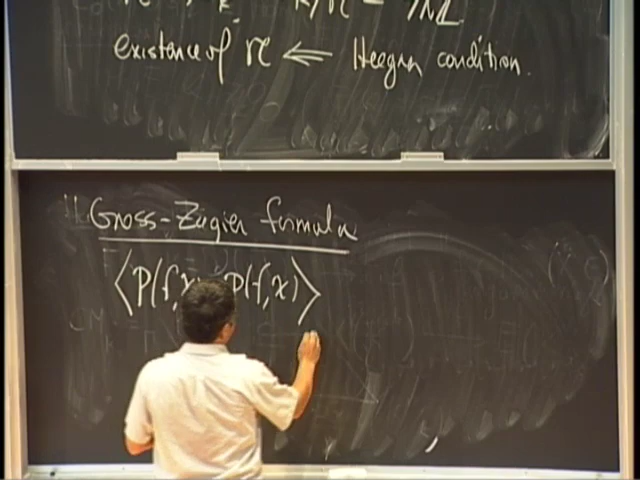 existence of 𝔫 ⇐ Heegner condition.
Gross-Zagier formula
⟨P(f,χ), P(f,χ)⟩